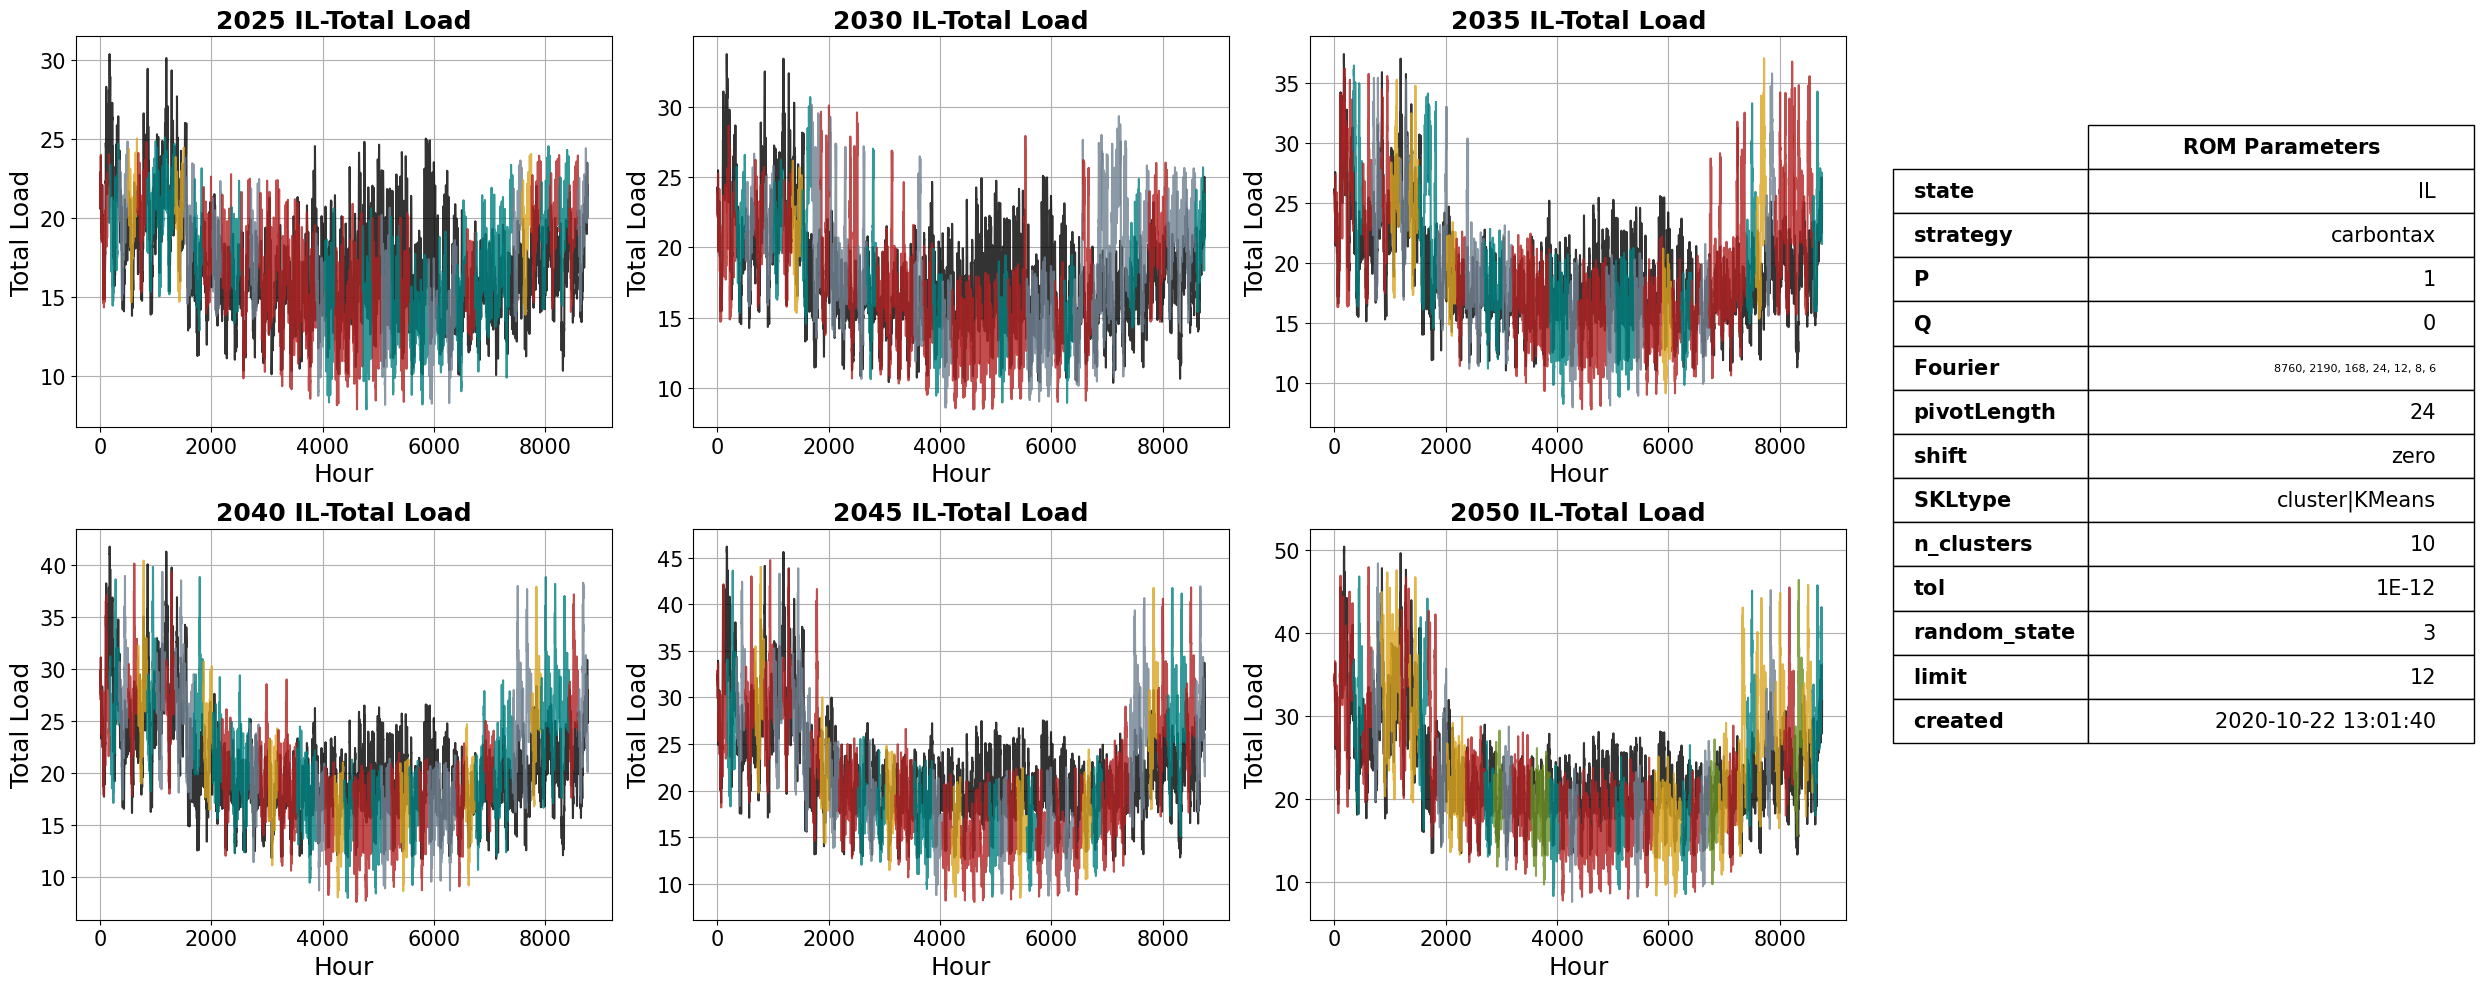 2025 IL-Total Load
Total Load
30
25
20
15
10
0 2000 4000 6000 8000
Hour
2030 IL-Total Load
Total Load
30
25
20
15
10
0 2000 4000 6000 8000
Hour
2035 IL-Total Load
Total Load
35
30
25
20
15
10
0 2000 4000 6000 8000
Hour
2040 IL-Total Load
Total Load
40
35
30
25
20
15
10
0 2000 4000 6000 8000
Hour
2045 IL-Total Load
Total Load
45
40
35
30
25
20
15
10
0 2000 4000 6000 8000
Hour
2050 IL-Total Load
Total Load
50
40
30
20
10
0 2000 4000 6000 8000
Hour
ROM Parameters
state IL
strategy carbontax
P 1
Q 0
Fourier 8760, 2190, 168, 24, 12, 8, 6
pivotLength 24
shift zero
SKLtype cluster|KMeans
n_clusters 10
tol 1E-12
random_state 3
limit 12
created 2020-10-22 13:01:40